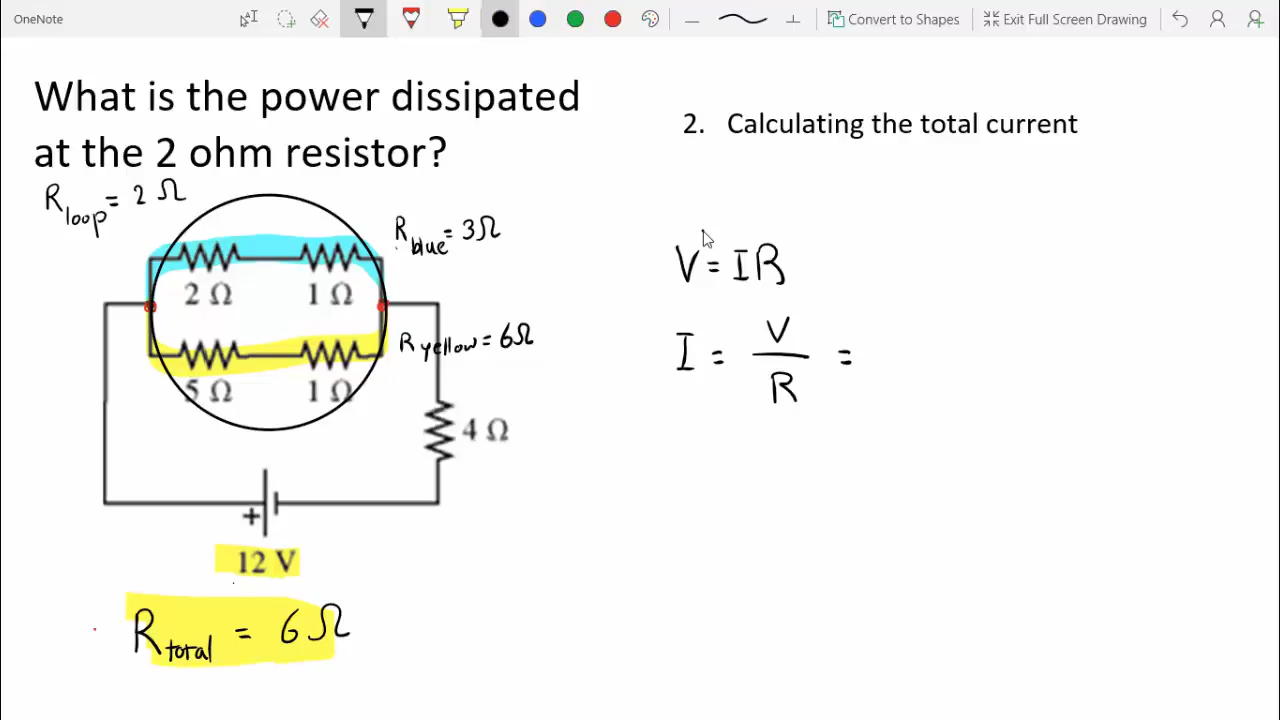 OneNote
Convert to Shapes
Exit Full Screen Drawing
What is the power dissipated
at the 2 ohm resistor?
R loop = 2 Ω
R blue = 3Ω
2 Ω
1 Ω
R yellow = 6Ω
5 Ω
1 Ω
4 Ω
+
12 V
R total = 6 Ω
2. Calculating the total current
V = IR
I = V/R =